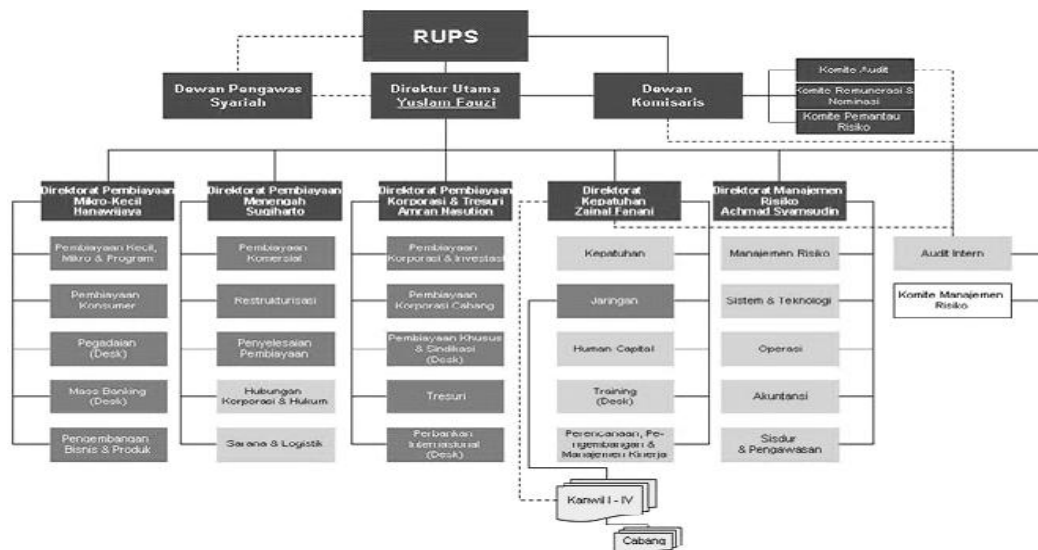 RUPS
Dewan Pengawas
Syariah
Direktur Utama
Yuslam Fauzi
Dewan
Komisaris
Komite Audit
Komite Remunerasi &
Nominasi
Komite Pemantau
Risiko
Direktorat Pembiayaan
Mikro-Kecil
Hanawijaya
Direktorat Pembiayaan
Menengah
Sugiharto
Direktorat Pembiayaan
Korporasi & Tresuri
Amran Nasution
Direktorat
Kepatuhan
Zainal Fanani
Direktorat Manajemen
Risiko
Achmad Syamsudin
Pembiayaan Kecil,
Mikro & Program
Pembiayaan
Konsumer
Pegadaian
(Desk)
Mass Banking
(Desk)
Pengembangan
Bisnis & Produk
Pembiayaan
Komersial
Restrukturisasi
Penyelesaian
Pembiayaan
Hubungan
Korporasi & Hukum
Sarana & Logistik
Pembiayaan
Korporasi & Investasi
Pembiayaan
Korporasi Cabang
Pembiayaan Khusus
& Sindikasi (Desk)
Tresuri
Perbankan
Internasional
(Desk)
Kepatuhan
Jaringan
Human Capital
Training
(Desk)
Perencanaan, Pe-
ngembangan &
Manajemen Kinerja
Manajemen Risiko
Sistem & Teknologi
Operasi
Akuntansi
Sisdur
& Pengawasan
Audit Intern
Komite Manajemen
Risiko
Kanwil I - IV
Cabang